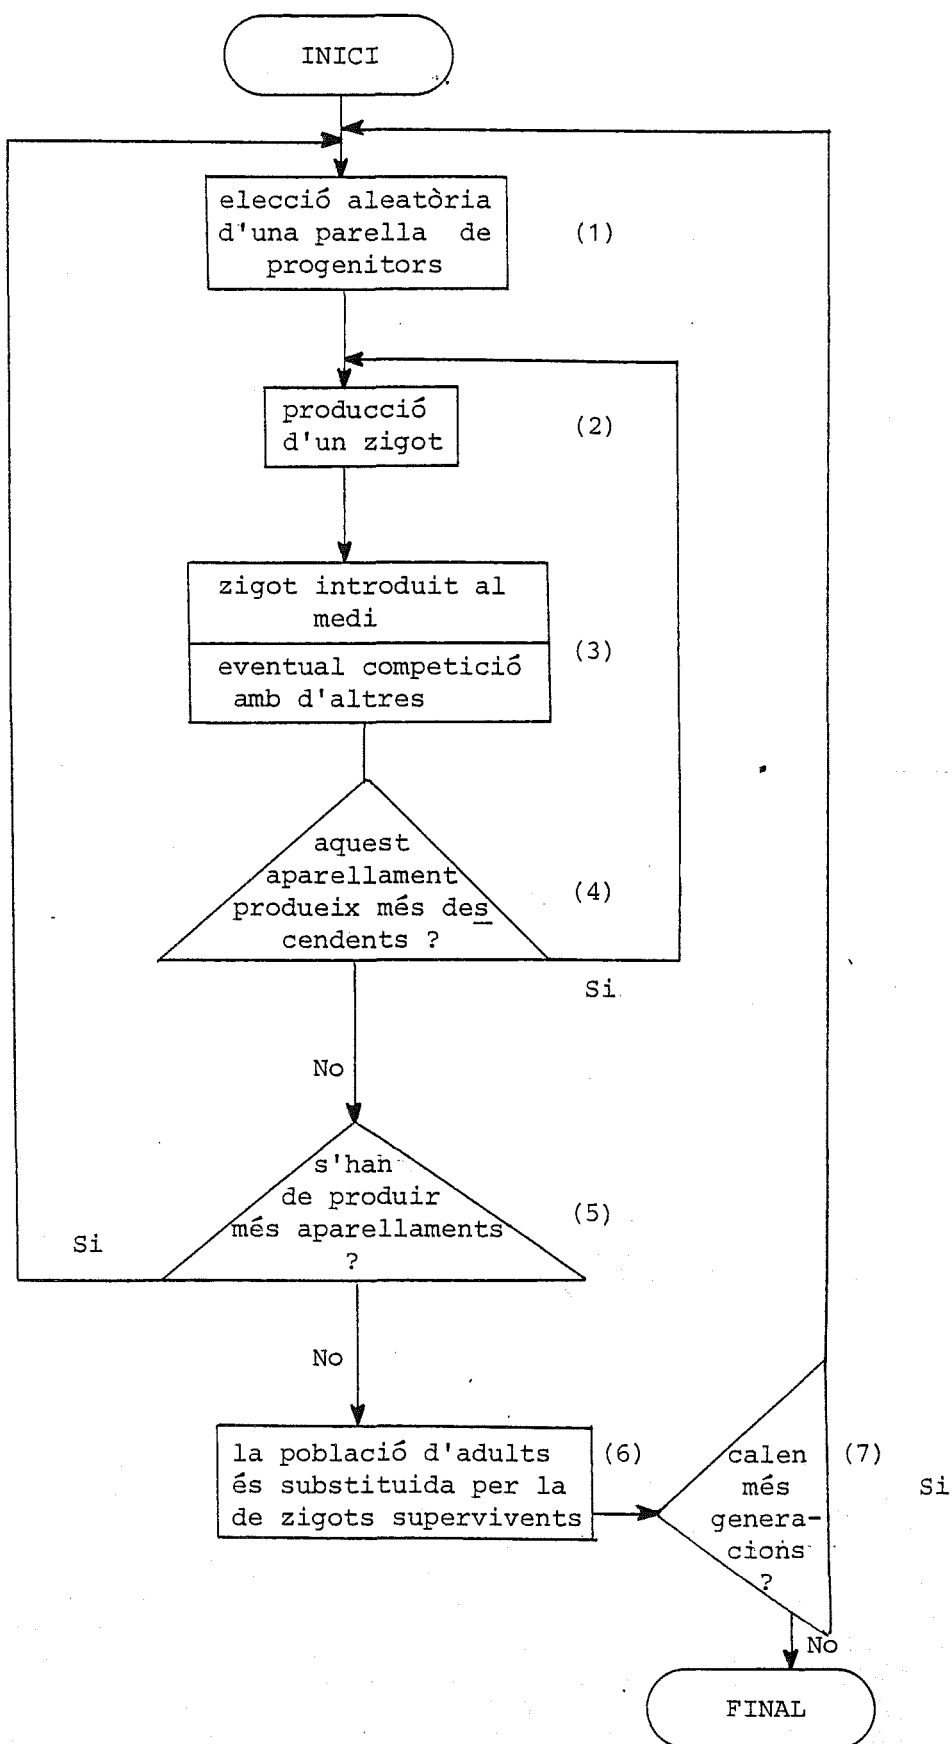 INICI
elecció aleatòria
d'una parella de
progenitors
(1)
producció
d'un zigot
(2)
zigot introduit al
medi
eventual competició
amb d'altres
(3)
aquest
aparellament
produeix més des
cendents ?
(4)
Si
No
s'han
de produir
més aparellaments
?
(5)
Si
No
la població d'adults
és substituida per la
de zigots supervivents
(6)
calen
més
genera-
cions
?
(7)
Si
No
FINAL